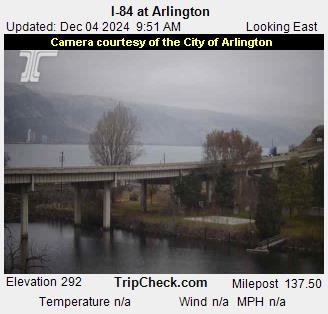 I-84 at Arlington
Updated: Dec 04 2024 9:51 AM Looking East
Camera courtesy of the City of Arlington
Elevation 292 TripCheck.com Milepost 137.50
Temperature n/a Wind n/a MPH n/a